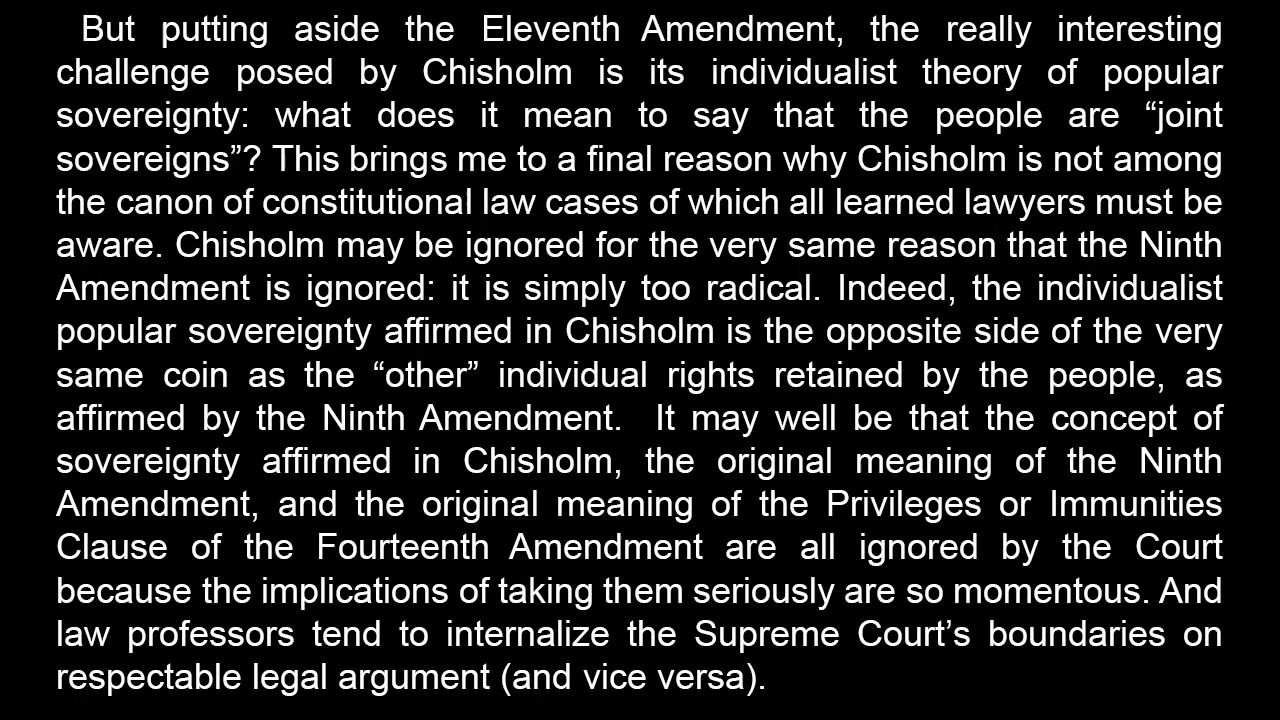 But putting aside the Eleventh Amendment, the really interesting
challenge posed by Chisholm is its individualist theory of popular
sovereignty: what does it mean to say that the people are “joint
sovereigns”? This brings me to a final reason why Chisholm is not among
the canon of constitutional law cases of which all learned lawyers must be
aware. Chisholm may be ignored for the very same reason that the Ninth
Amendment is ignored: it is simply too radical. Indeed, the individualist
popular sovereignty affirmed in Chisholm is the opposite side of the very
same coin as the “other” individual rights retained by the people, as
affirmed by the Ninth Amendment.  It may well be that the concept of
sovereignty affirmed in Chisholm, the original meaning of the Ninth
Amendment, and the original meaning of the Privileges or Immunities
Clause of the Fourteenth Amendment are all ignored by the Court
because the implications of taking them seriously are so momentous. And
law professors tend to internalize the Supreme Court’s boundaries on
respectable legal argument (and vice versa).